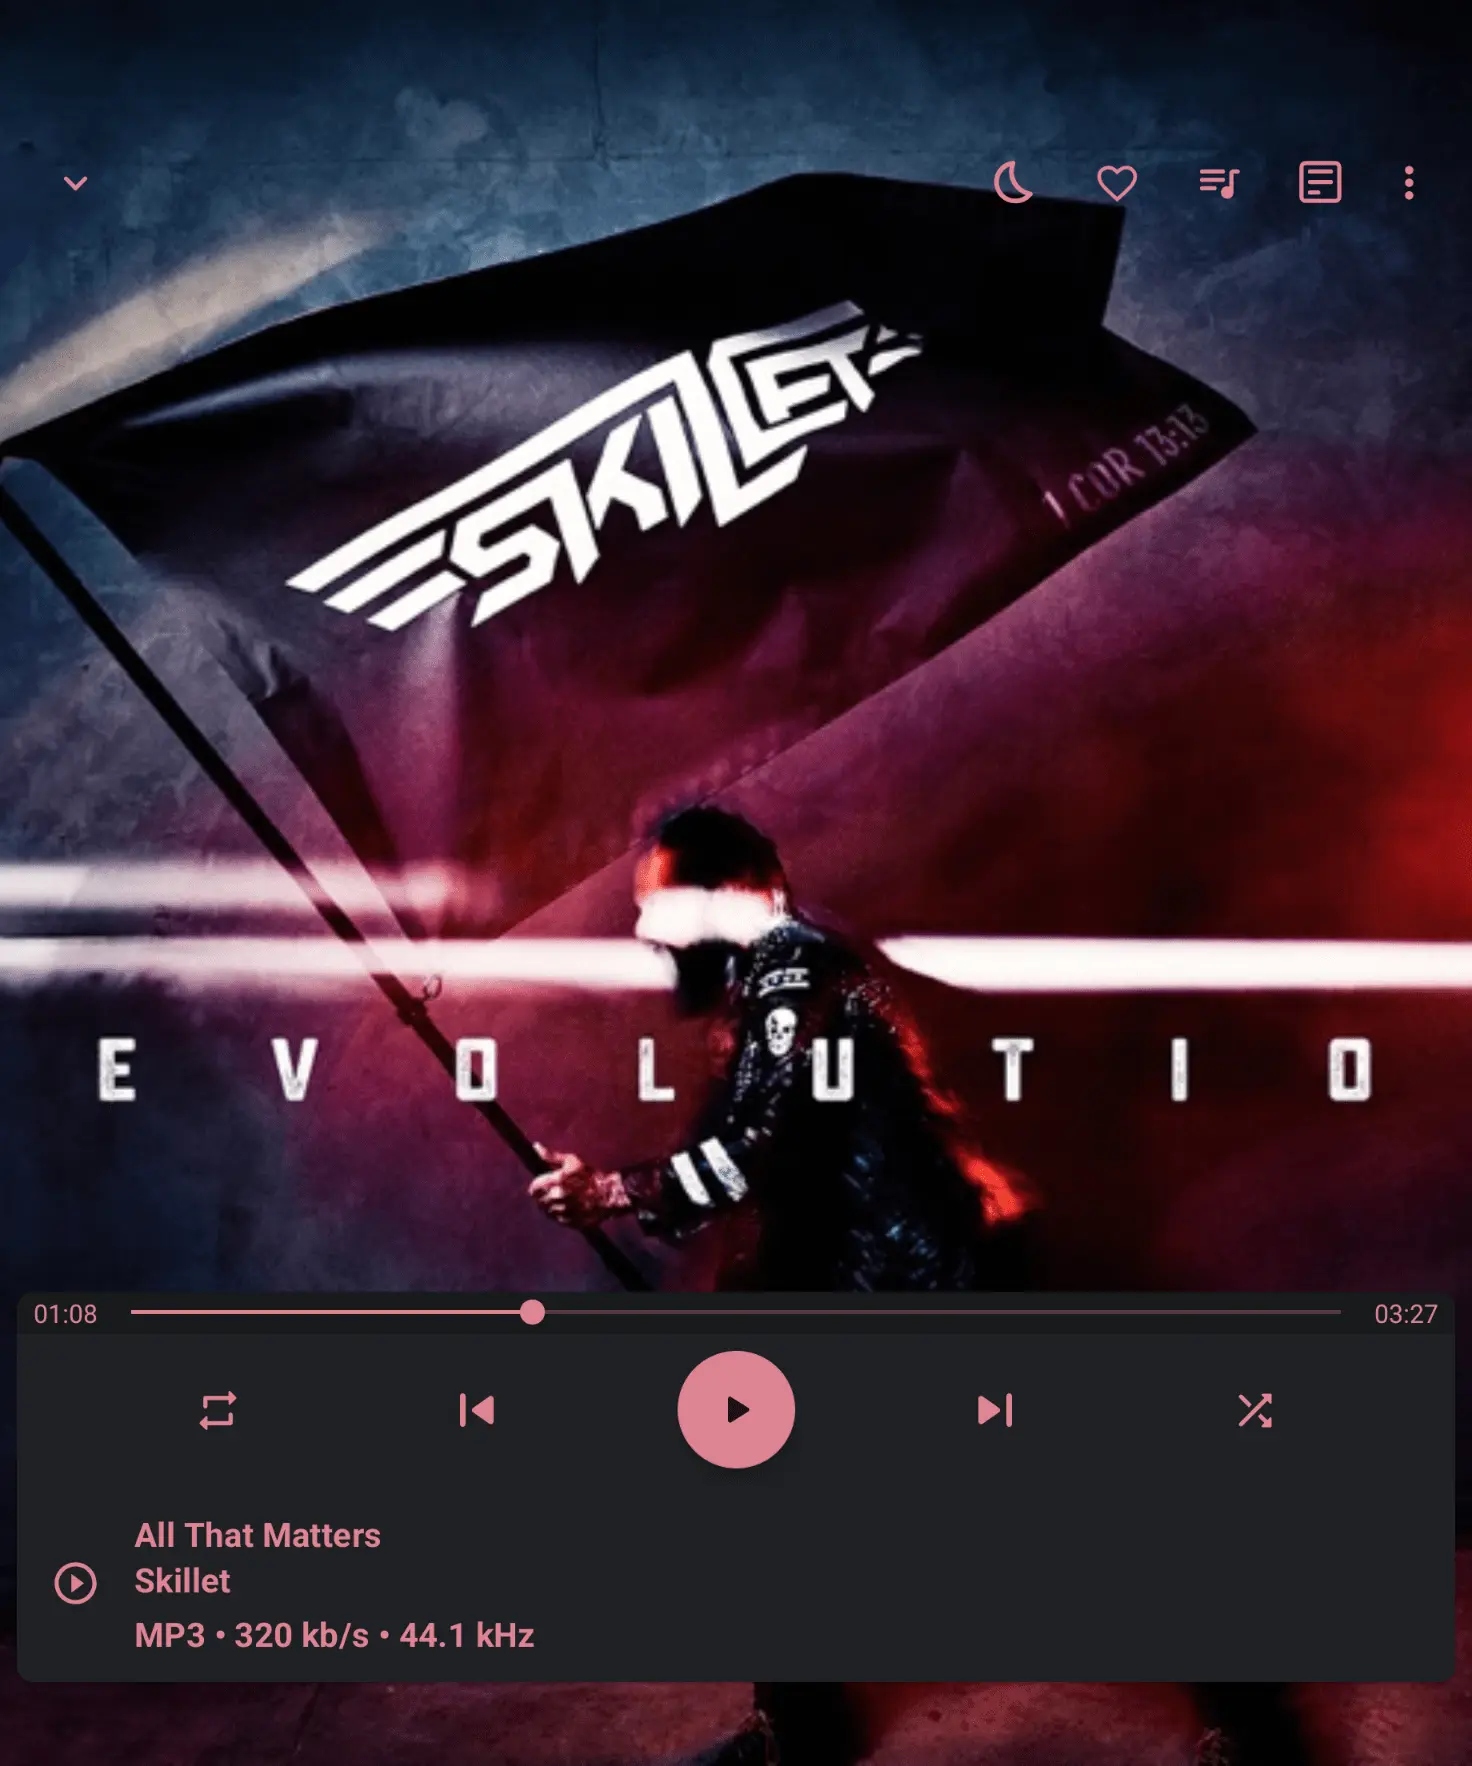 SKILLET
1 COR 13:13
E V O L U T I O
01:08 03:27
All That Matters
Skillet
MP3 • 320 kb/s • 44.1 kHz